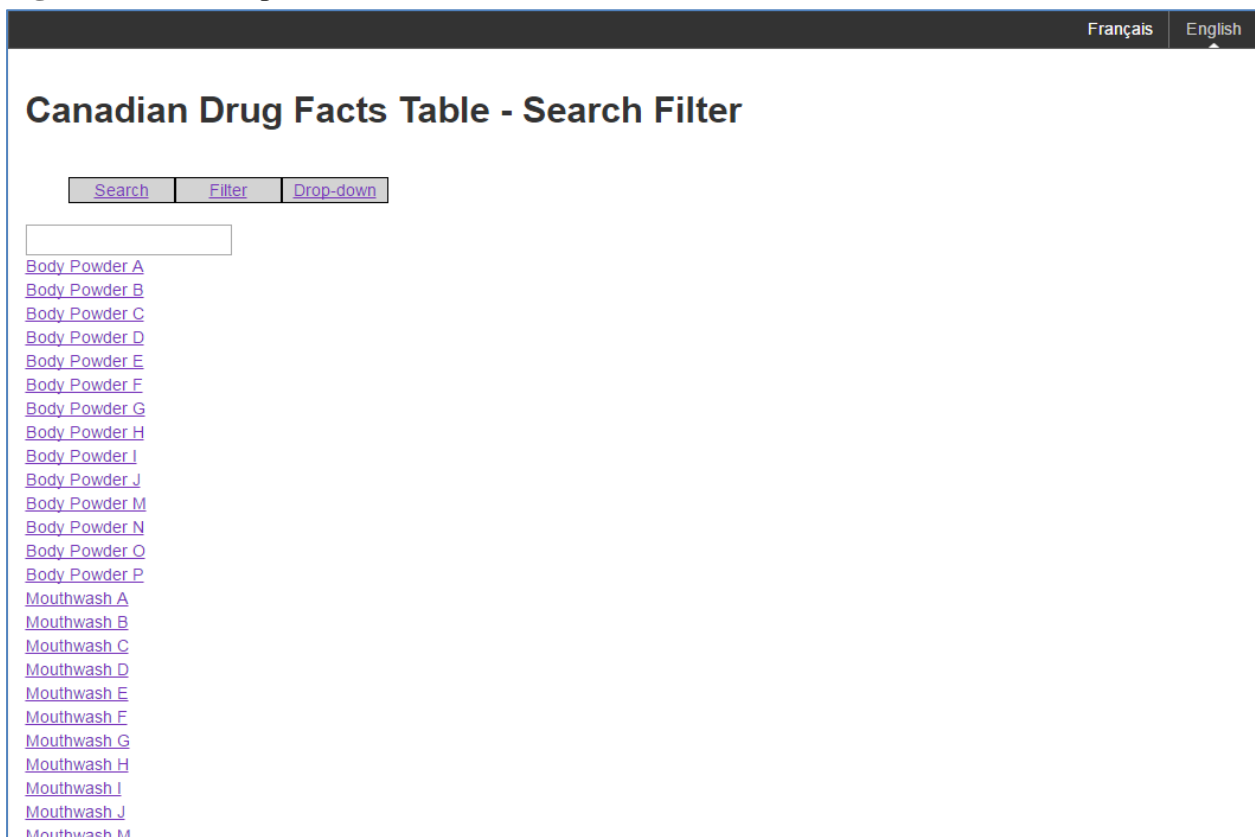 Français English
Canadian Drug Facts Table - Search Filter
Search Filter Drop-down
Body Powder A
Body Powder B
Body Powder C
Body Powder D
Body Powder E
Body Powder F
Body Powder G
Body Powder H
Body Powder I
Body Powder J
Body Powder M
Body Powder N
Body Powder O
Body Powder P
Mouthwash A
Mouthwash B
Mouthwash C
Mouthwash D
Mouthwash E
Mouthwash F
Mouthwash G
Mouthwash H
Mouthwash I
Mouthwash J
Mouthwash M